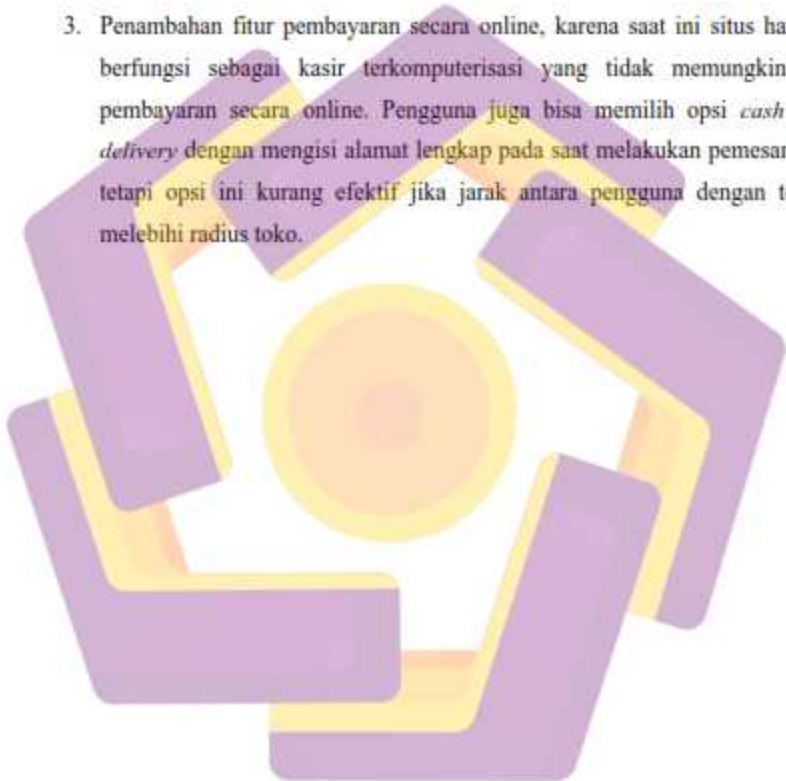 3. Penambahan fitur pembayaran secara online, karena saat ini situs ha
berfungsi sebagai kasir terkomputerisasi yang tidak memungkin
pembayaran secara online. Pengguna juga bisa memilih opsi cash
delivery dengan mengisi alamat lengkap pada saat melakukan pemesan
tetapi opsi ini kurang efektif jika jarak antara pengguna dengan t
melebihi radius toko.